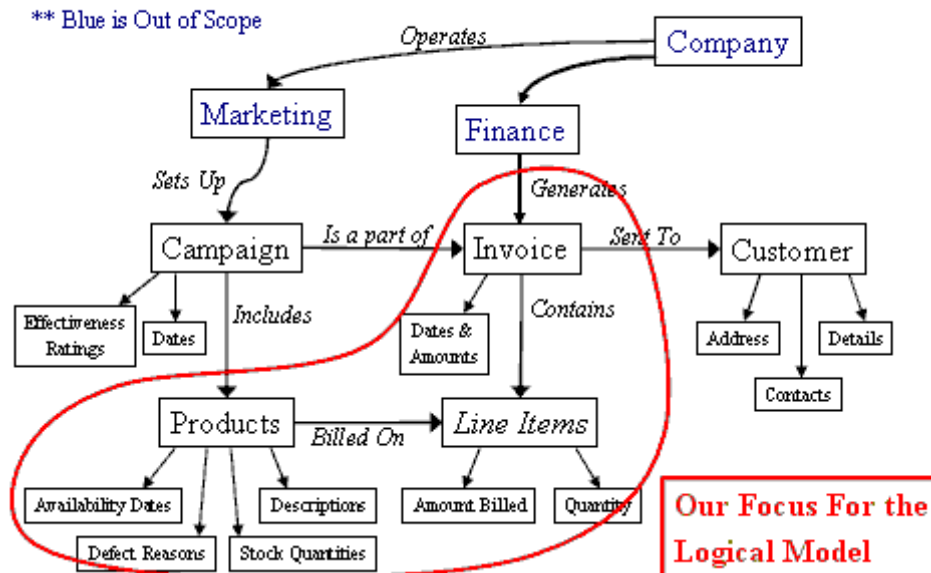 ** Blue is Out of Scope
Operates
Company
Marketing
Finance
Sets Up
Generates
Campaign
Is a part of
Invoice
Sent To
Customer
Effectiveness
Ratings
Dates
Includes
Dates &
Amounts
Contains
Address
Details
Contacts
Products
Billed On
Line Items
Availability Dates
Descriptions
Amount Billed
Quantity
Defect Reasons
Stock Quantities
Our Focus For the
Logical Model